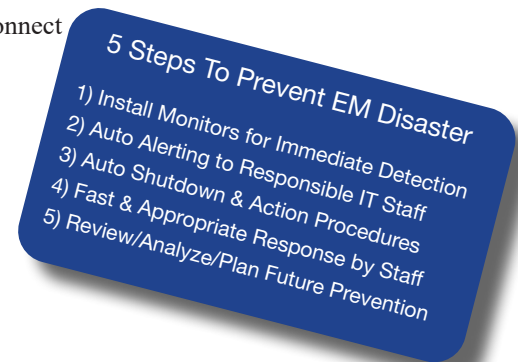 onnect
5 Steps To Prevent EM Disaster
1) Install Monitors for Immediate Detection
2) Auto Alerting to Responsible IT Staff
3) Auto Shutdown & Action Procedures
4) Fast & Appropriate Response by Staff
5) Review/Analyze/Plan Future Prevention